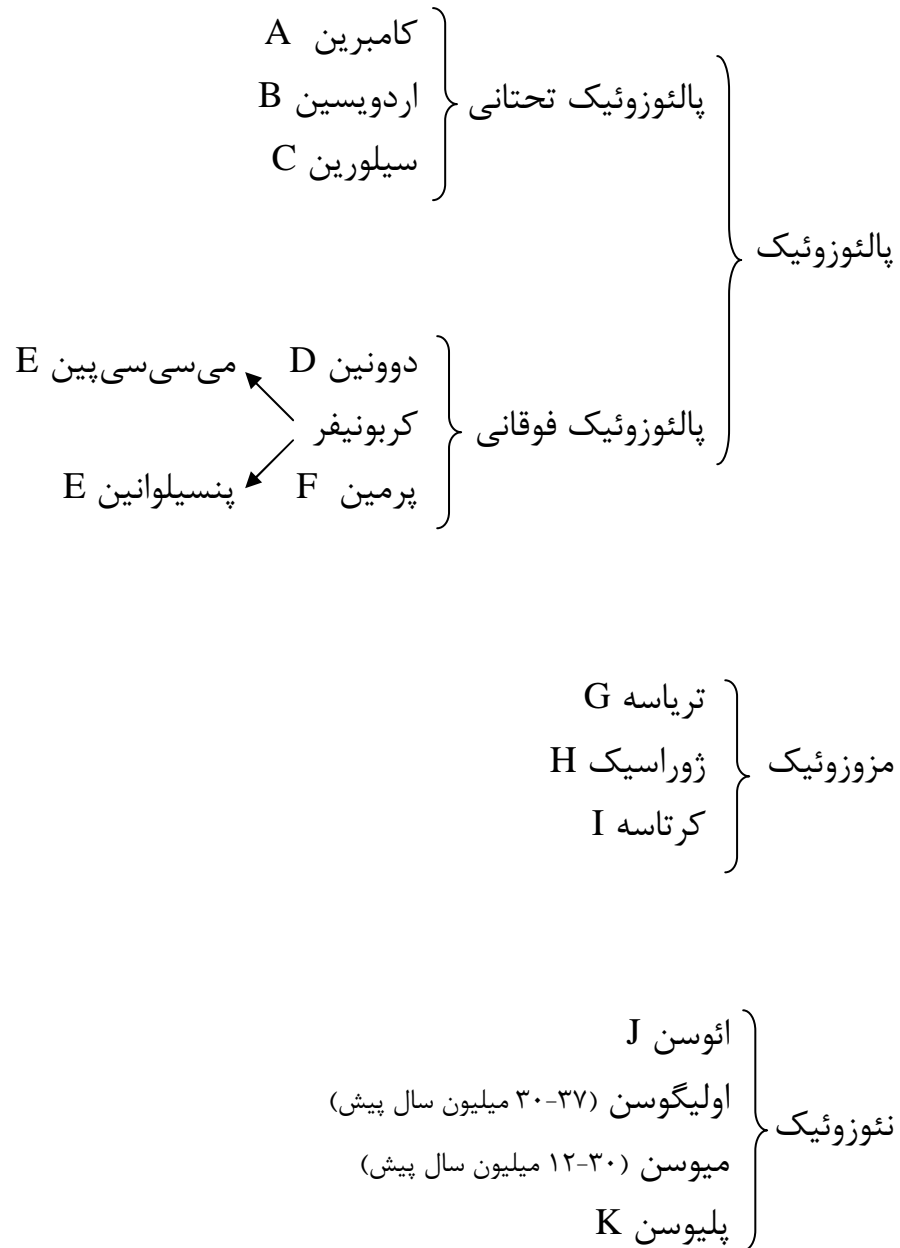 کامبرین A
پالئوزوئیک تحتانی اردویسین B
سیلورین C
پالئوزوئیک
دوونین D می‌سی‌سی‌پین E
پالئوزوئیک فوقانی کربونیفر
پرمین F پنسیلوانین E
تریاسه G
مزوزوئیک ژوراسیک H
کرتاسه I
ائوسن J
اولیگوسن (۳۷-۳۰ میلیون سال پیش)
نئوزوئیک
میوسن (۳۰-۱۲ میلیون سال پیش)
پلیوسن K